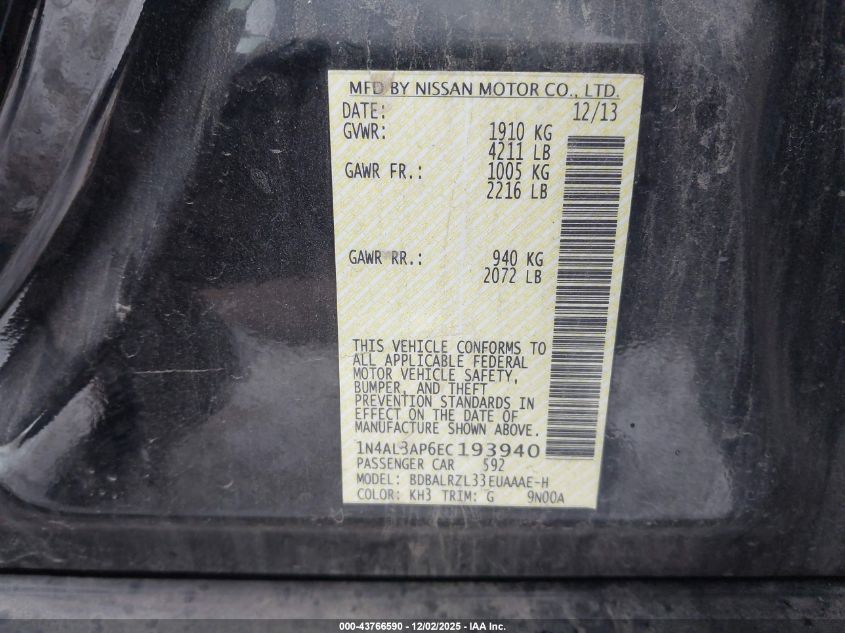 MFD BY NISSAN MOTOR CO., LTD.
DATE: 12/13
GVWR: 1910 KG
4211 LB
GAWR FR.: 1005 KG
2216 LB
GAWR RR.: 940 KG
2072 LB
THIS VEHICLE CONFORMS TO
ALL APPLICABLE FEDERAL
MOTOR VEHICLE SAFETY,
BUMPER, AND THEFT
PREVENTION STANDARDS IN
EFFECT ON THE DATE OF
MANUFACTURE SHOWN ABOVE.
1N4AL3AP6EC193940
PASSENGER CAR 592
MODEL: BDBALRZL33EUAAAE-H
COLOR: KH3 TRIM: G 9N00A
000-43766590 - 12/02/2025 - IAA Inc.